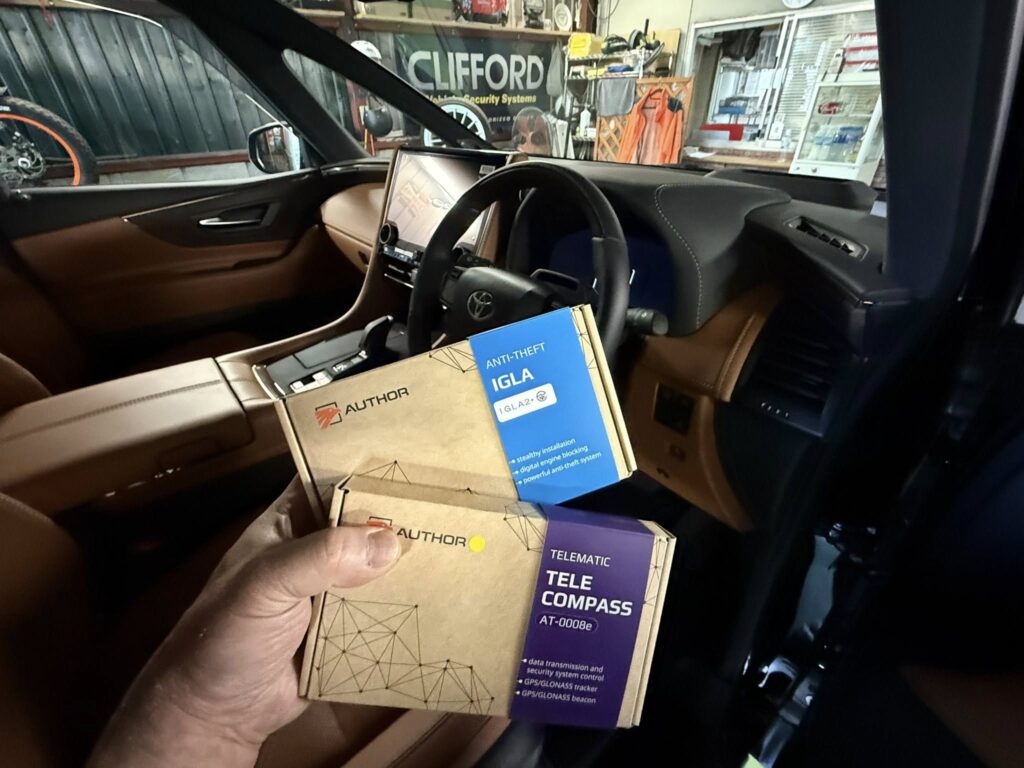 CLIFFORD
Vehicle Security Systems
ANTI-THEFT
IGLA
IGLA2+
AUTHOR
stealthy installation
digital engine blocking
powerful anti-theft system
AUTHOR
TELEMATIC
TELE
COMPASS
AT-0008e
data transmission and
security system control
GPS/GLONASS tracker
GPS/GLONASS beacon